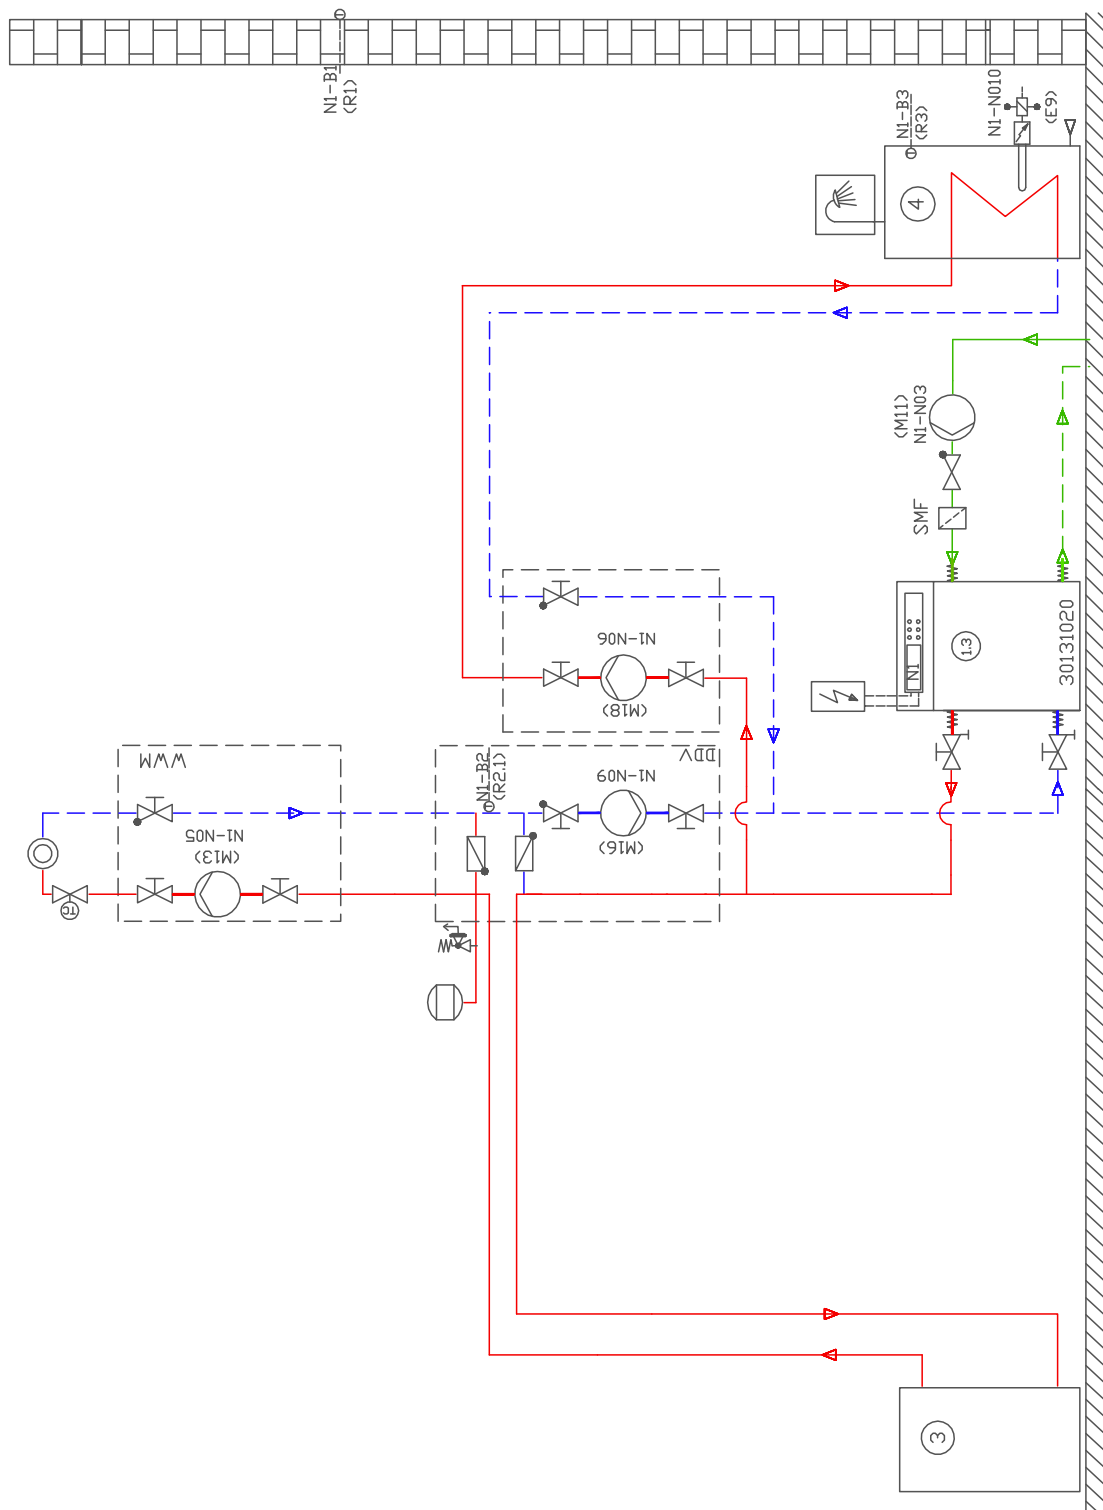 N1-B1
(R1)
N1-B3
(R3)
N1-N010
(E9)
4
(M11)
N1-N03
SMF
N1
1.3
30131020
N1-N06
(M18)
WWM
N1-N05
(M13)
TC
N1-B2
(R2.1)
DDV
N1-N09
(M16)
3